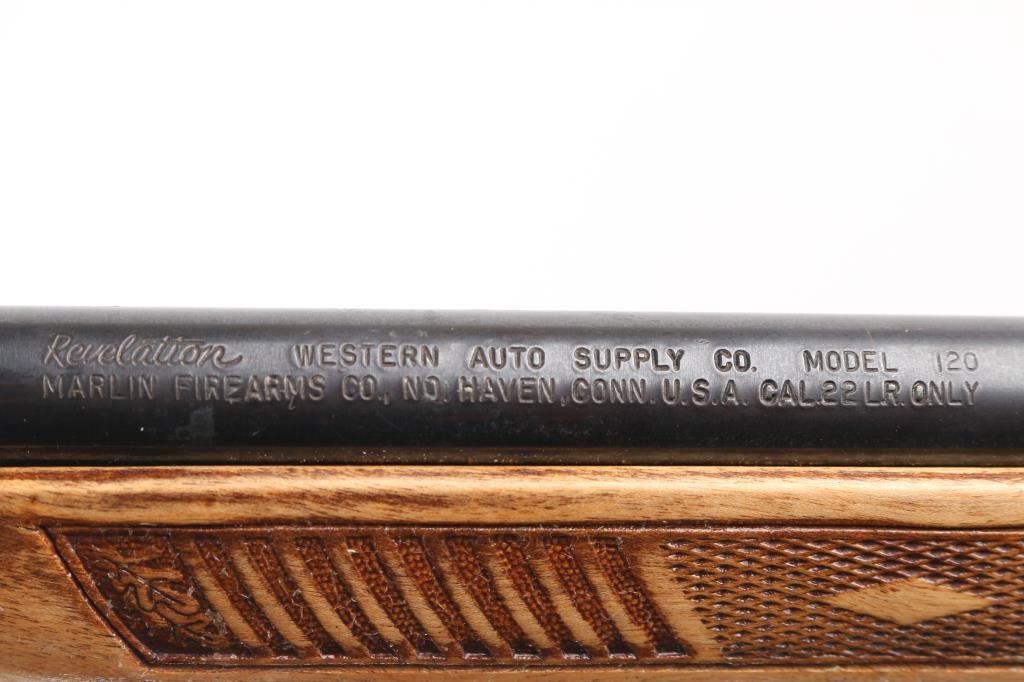 Revelation WESTERN AUTO SUPPLY CO. MODEL 120
MARLIN FIREARMS CO., NO. HAVEN, CONN. U.S.A. CAL.22 LR. ONLY